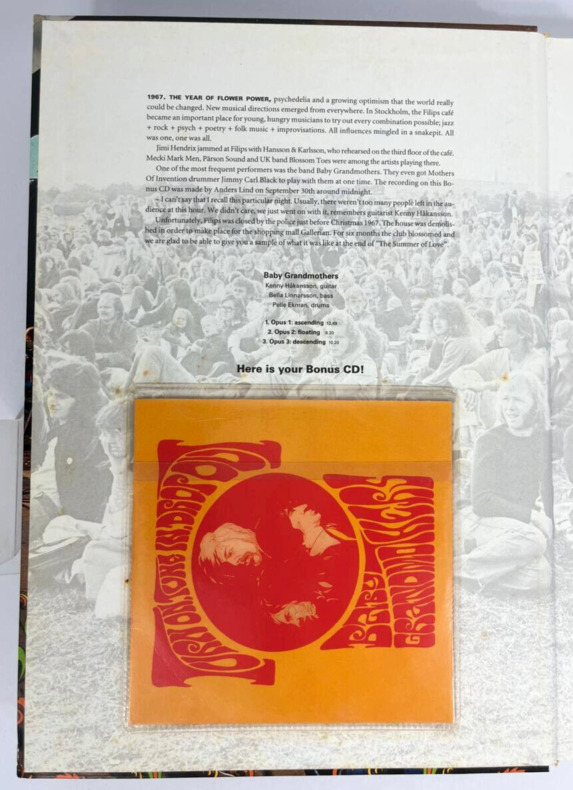 1967. THE YEAR OF FLOWER POWER, psychedelia and a growing optimism that the world really
could be changed. New musical directions emerged from everywhere. In Stockholm, the Filips café
became an important place for young, hungry musicians to try out every combination possible; jazz
+ rock + psych + poetry + folk music + improvisations. All influences mingled in a snakepit. All
was one, one was all.
Jimi Hendrix jammed at Filips with Hansson & Karlsson, who rehearsed on the third floor of the café.
Mecki Mark Men, Pärson Sound and UK band Blossom Toes were among the artists playing there.
One of the most frequent performers was the band Baby Grandmothers. They even got Mothers
Of Invention drummer Jimmy Carl Black to play with them at one time. The recording on this Bo-
nus CD was made by Anders Lind on September 30th around midnight.
– I can't say that I recall this particular night. Usually, there weren't too many people left in the au-
dience at this hour. We didn't care, we just went on with it, remembers guitarist Kenny Håkansson.
Unfortunately, Filips was closed by the police just before Christmas 1967. The house was demolis-
hed in order to make place for the shopping mall Gallerian. For six months the club blossomed and
we are glad to be able to give you a sample of what it was like at the end of "The Summer of Love"
Baby Grandmothers
Kenny Håkansson, guitar
Bella Linnarsson, bass
Pelle Ekman, drums
1. Opus 1: ascending
2. Opus 2: floating
3. Opus 3: descending
Here is your Bonus CD!
BABY
GRANDMOTHERS